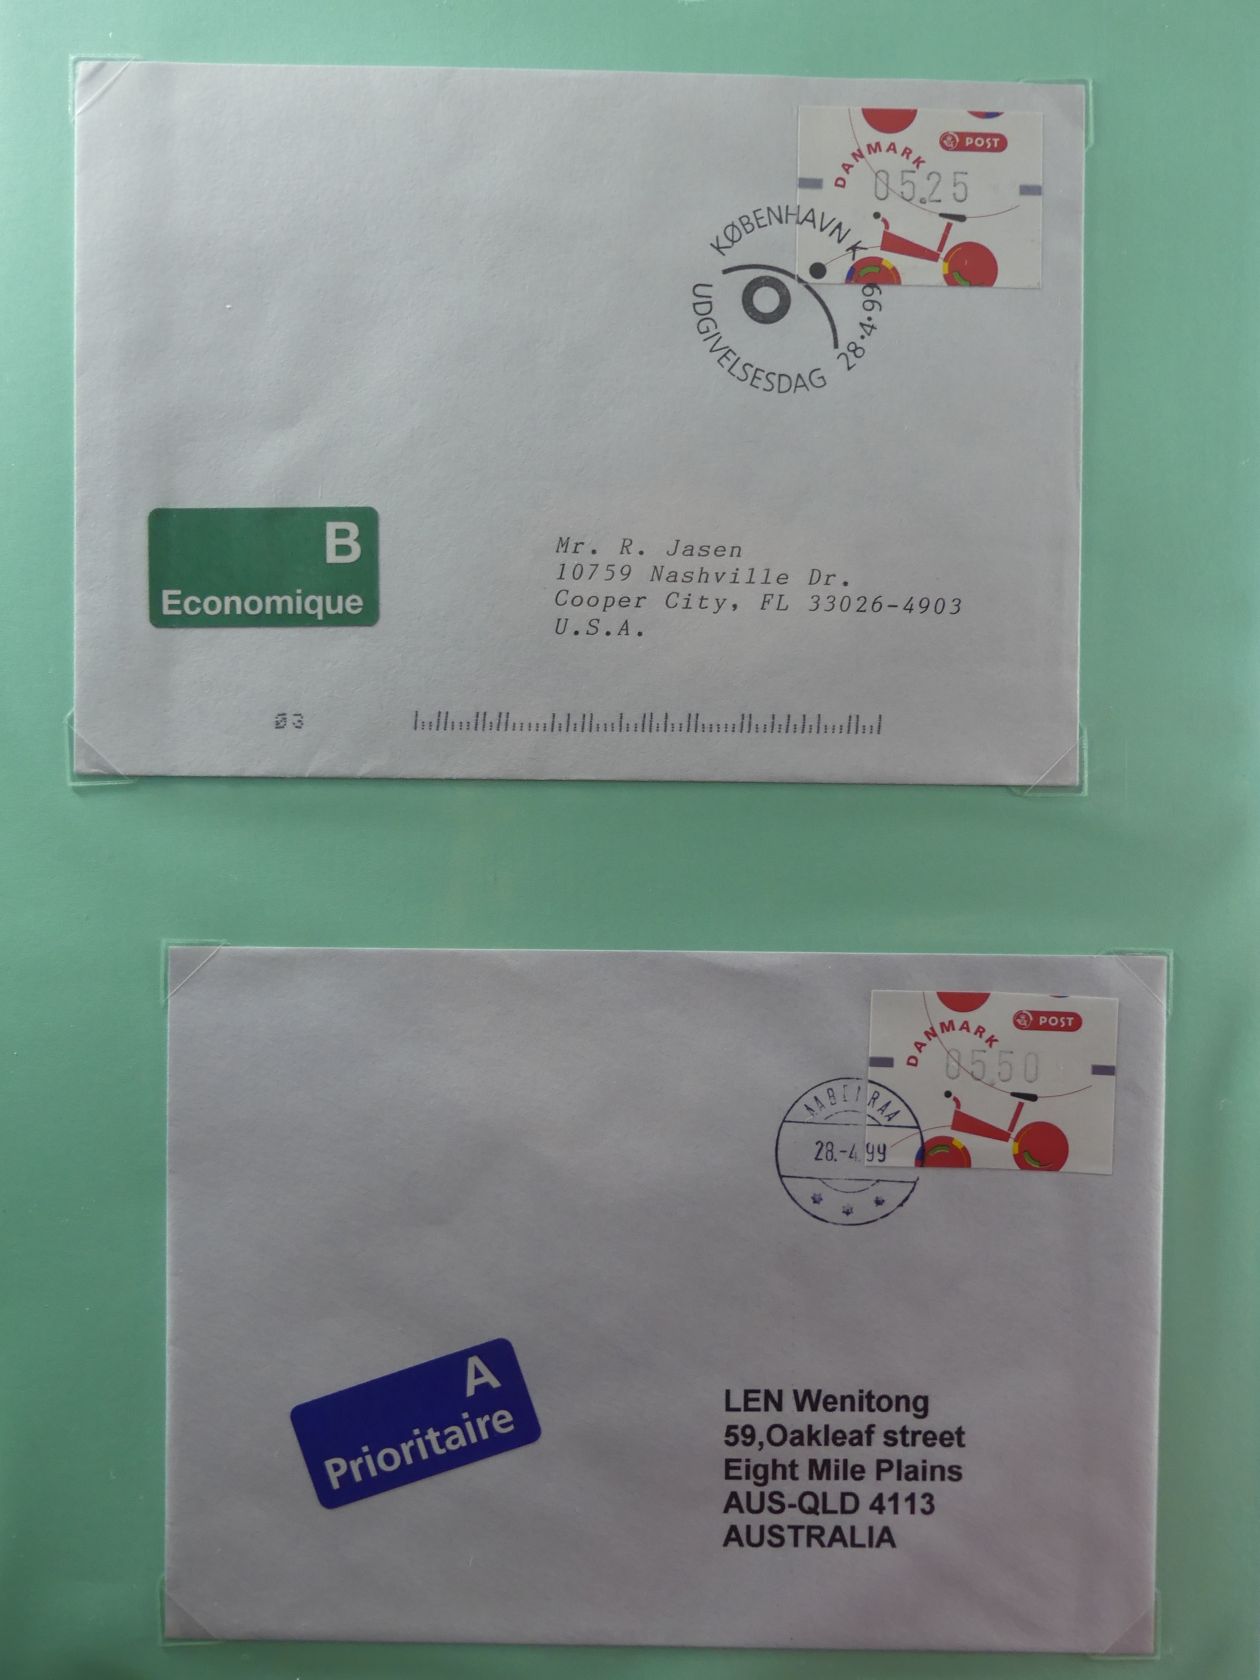 DANMARK
POST
05.25
KØBENHAVN K
28.4.99
UDGIVELSESDAG
B
Economique
Mr. R. Jasen
10759 Nashville Dr.
Cooper City, FL 33026-4903
U.S.A.
03
DANMARK
POST
05.50
AABENRAA
28.-4.99
A
Prioritaire
LEN Wenitong
59,Oakleaf street
Eight Mile Plains
AUS-QLD 4113
AUSTRALIA